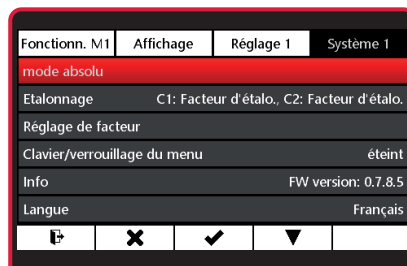 Fonctionn. M1 Affichage Réglage 1 Système 1
mode absolu
Etalonnage C1: Facteur d'étalo., C2: Facteur d'étalo.
Réglage de facteur
Clavier/verrouillage du menu éteint
Info FW version: 0.7.8.5
Langue Français